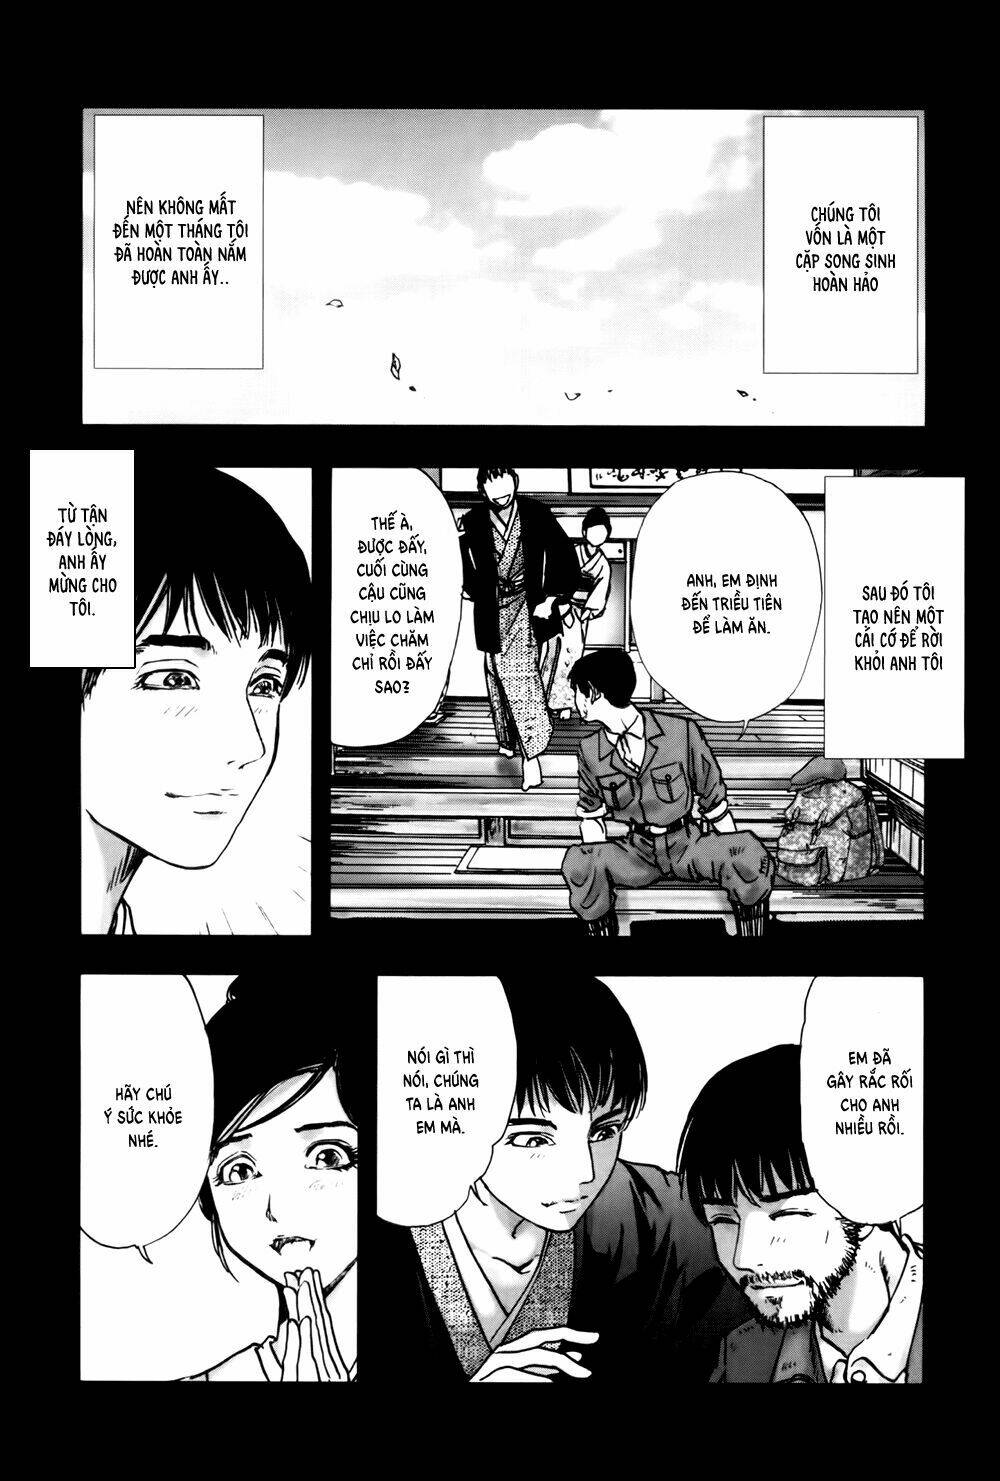 CHÚNG TÔI
VỐN LÀ MỘT
CẶP SONG SINH
HOÀN HẢO
NÊN KHÔNG MẤT
ĐẾN MỘT THÁNG TÔI
ĐÃ HOÀN TOÀN NẮM
ĐƯỢC ANH ẤY..
SAU ĐÓ TÔI
TẠO NÊN MỘT
CÁI CỚ ĐỂ RỜI
KHỎI ANH TÔI
ANH, EM ĐỊNH
ĐẾN TRIỀU TIÊN
ĐỂ LÀM ĂN.
THẾ À,
ĐƯỢC ĐẤY,
CUỐI CÙNG
CẬU CŨNG
CHỊU LO LÀM
VIỆC CHĂM
CHỈ RỒI ĐẤY
SAO?
TỪ TẬN
ĐÁY LÒNG,
ANH ẤY
MỪNG CHO
TÔI.
EM ĐÃ
GÂY RẮC RỐI
CHO ANH
NHIỀU RỒI.
NÓI GÌ THÌ
NÓI, CHÚNG
TA LÀ ANH
EM MÀ.
HÃY CHÚ
Ý SỨC KHỎE
NHÉ.